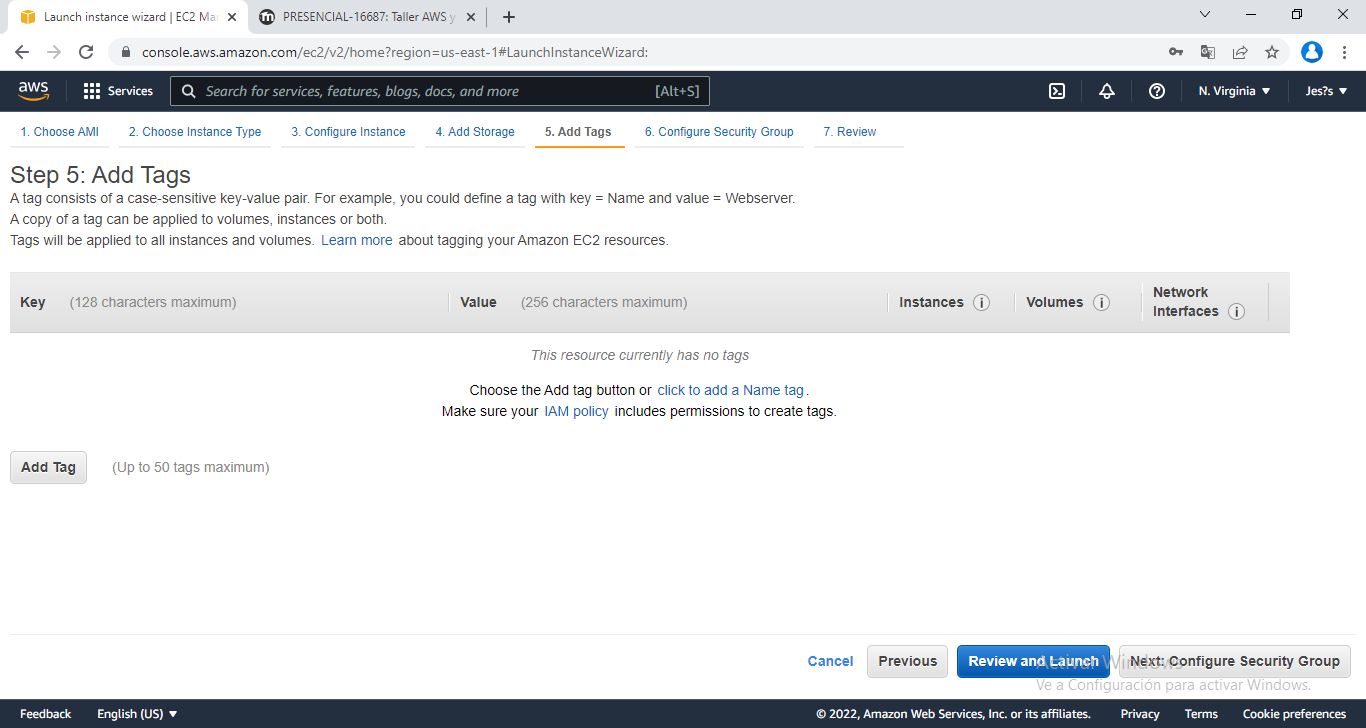 Launch instance wizard | EC2 Ma
PRESENCIAL-16687: Taller AWS y
console.aws.amazon.com/ec2/v2/home?region=us-east-1#LaunchInstanceWizard:
aws
Services
Search for services, features, blogs, docs, and more
[Alt+S]
N. Virginia
Jes?s
1. Choose AMI
2. Choose Instance Type
3. Configure Instance
4. Add Storage
5. Add Tags
6. Configure Security Group
7. Review
Step 5: Add Tags
A tag consists of a case-sensitive key-value pair. For example, you could define a tag with key = Name and value = Webserver.
A copy of a tag can be applied to volumes, instances or both.
Tags will be applied to all instances and volumes. Learn more about tagging your Amazon EC2 resources.
Key (128 characters maximum)
Value (256 characters maximum)
Instances
Volumes
Network
Interfaces
This resource currently has no tags
Choose the Add tag button or click to add a Name tag.
Make sure your IAM policy includes permissions to create tags.
Add Tag (Up to 50 tags maximum)
Cancel
Previous
Review and Launch
Next: Configure Security Group
Activar Windows
Ve a Configuración para activar Windows.
Feedback
English (US)
© 2022, Amazon Web Services, Inc. or its affiliates.
Privacy
Terms
Cookie preferences